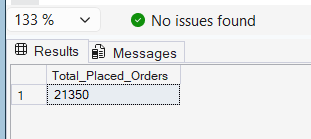 133 %
No issues found
Results
Messages
Total_Placed_Orders
1
21350